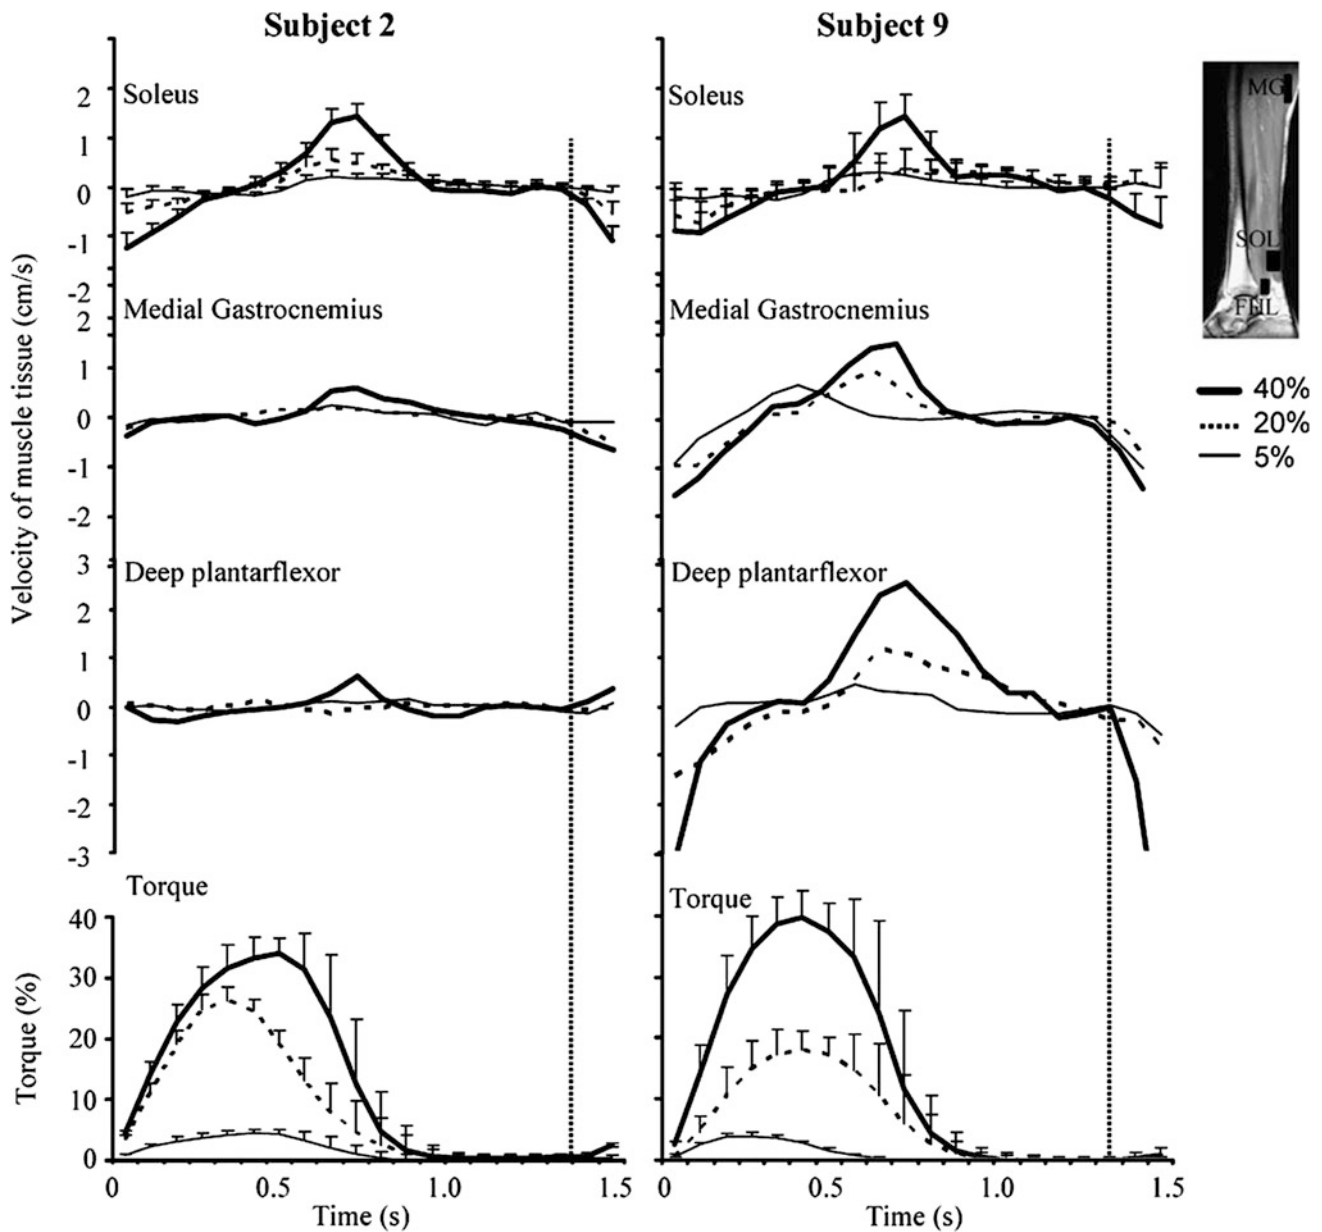 Subject 2
Subject 9
Velocity of muscle tissue (cm/s)
Soleus
2
1
0
-1
-2
Soleus
Medial Gastrocnemius
2
1
0
-1
-2
Medial Gastrocnemius
Deep plantarflexor
3
2
1
0
-1
-2
-3
Deep plantarflexor
Torque (%)
Torque
40
30
20
10
0
Torque
0 0.5 1.0 1.5
Time (s)
0 0.5 1.0 1.5
Time (s)
MG
SOL
FHL
40%
20%
5%